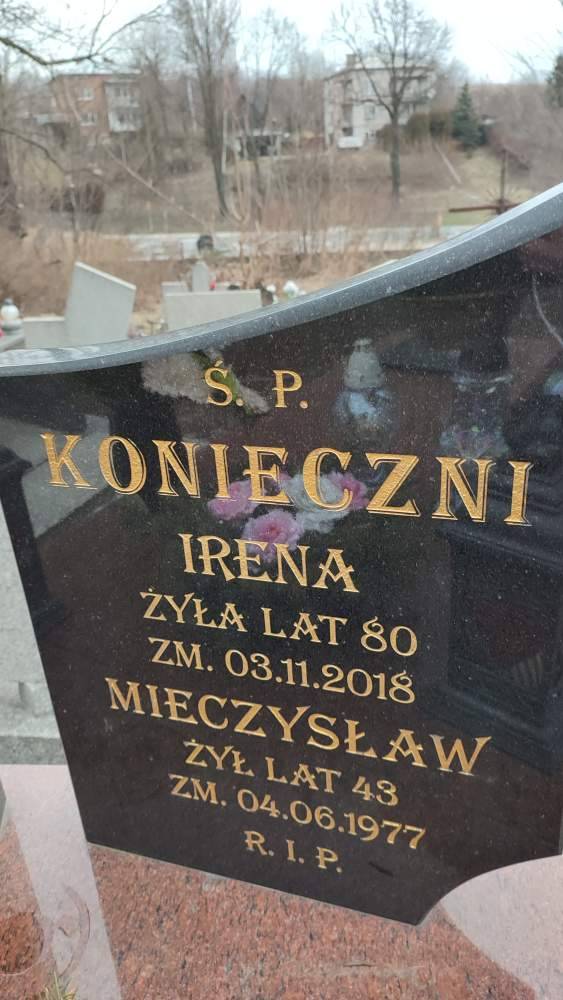 Ś. P.
KONIECZNI
IRENA
ŻYŁA LAT 80
ZM. 03.11.2018
MIECZYSŁAW
ŻYŁ LAT 43
ZM. 04.06.1977
R. I. P.